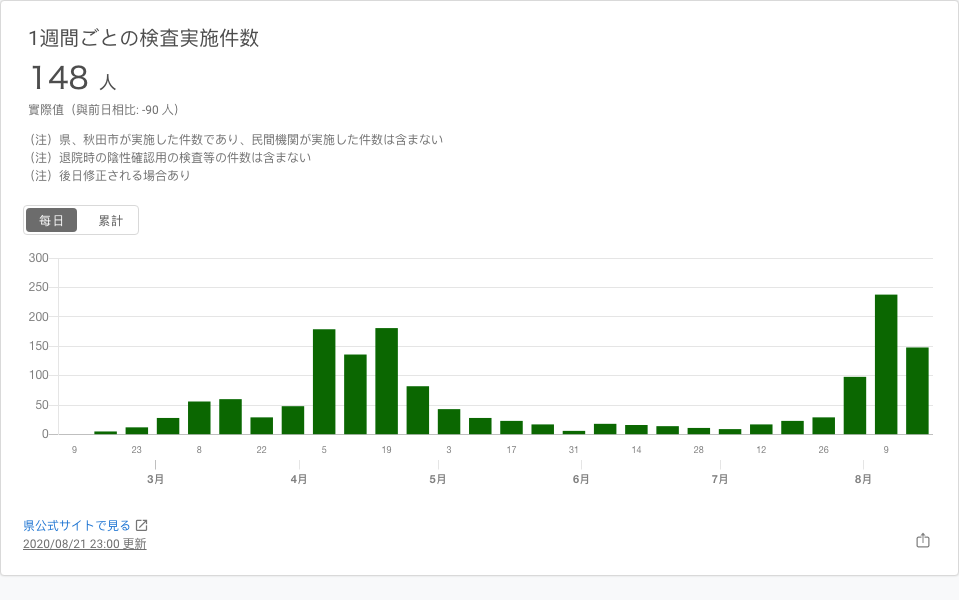 1週間ごとの検査実施件数
148 人
實際値（與前日相比: -90 人）
（注）県、秋田市が実施した件数であり、民間機関が実施した件数は含まない
（注）退院時の陰性確認用の検査等の件数は含まない
（注）後日修正される場合あり
每日 累計
300
250
200
150
100
50
0
9 23 8 22 5 19 3 17 31 14 28 12 26 9
3月 4月 5月 6月 7月 8月
県公式サイトで見る
2020/08/21 23:00 更新